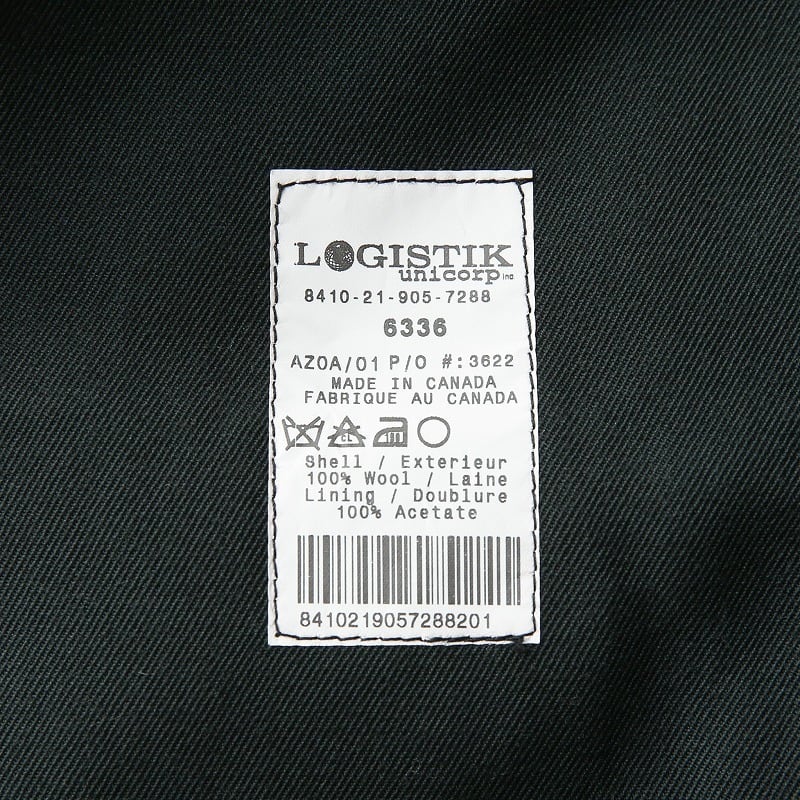 LOGISTIK
unicorp inc
8410-21-905-7288
6336
AZOA/01 P/O #:3622
MADE IN CANADA
FABRIQUE AU CANADA
CL
Shell / Exterieur
100% Wool / Laine
Lining / Doublure
100% Acetate
8410219057288201